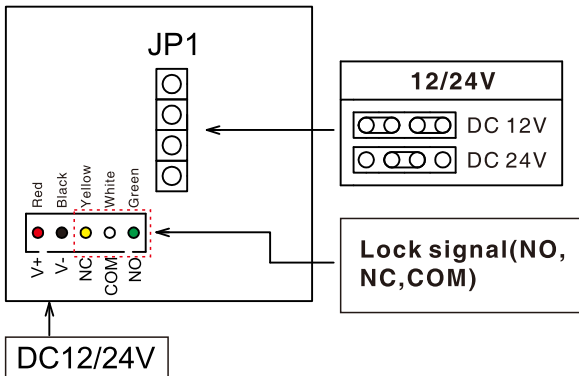 JP1
12/24V
DC 12V
DC 24V
Red
Black
Yellow
White
Green
V+
V-
NC
COM
NO
Lock signal(NO,
NC,COM)
DC12/24V